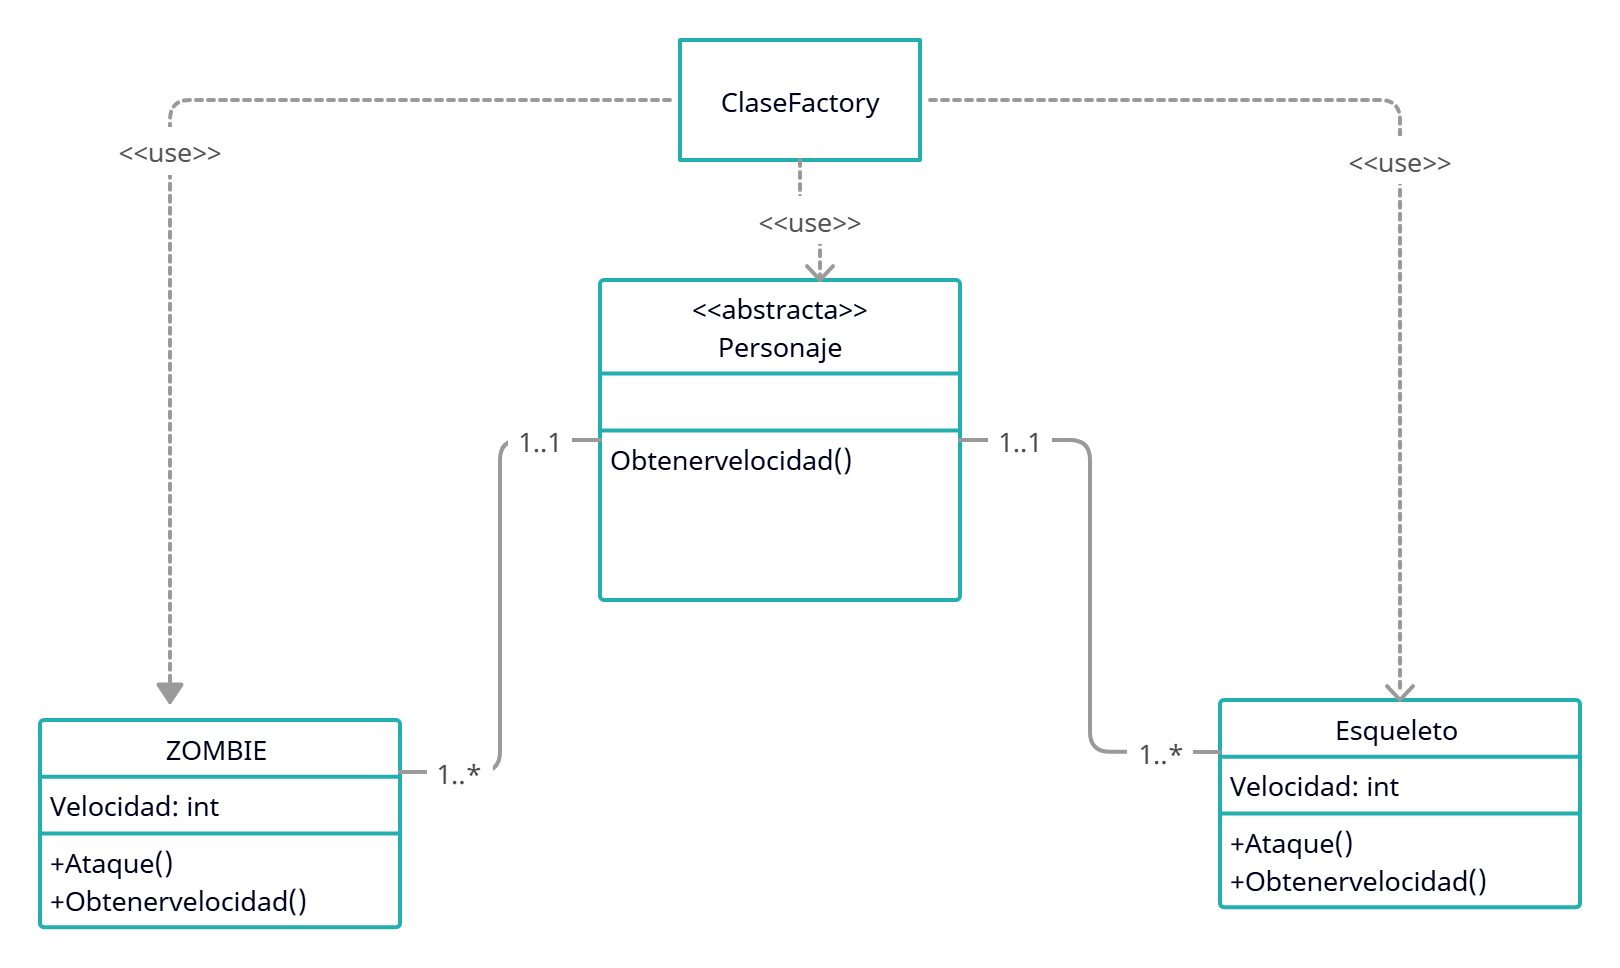 ClaseFactory
<<use>>
<<use>>
<<use>>
<<abstracta>>
Personaje
Obtenervelocidad()
1..1
1..1
1..*
1..*
ZOMBIE
Velocidad: int
+Ataque()
+Obtenervelocidad()
Esqueleto
Velocidad: int
+Ataque()
+Obtenervelocidad()